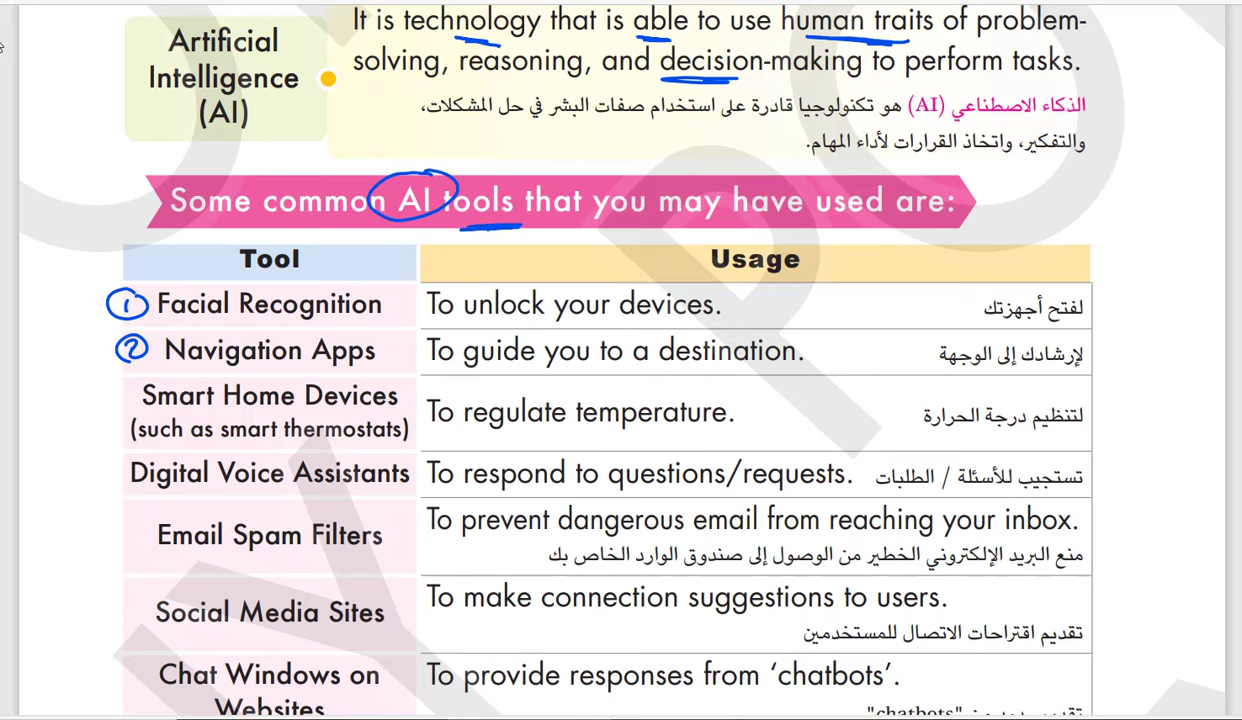 Artificial
Intelligence
(AI)
It is technology that is able to use human traits of problem-
solving, reasoning, and decision-making to perform tasks.
الذكاء الاصطناعي (AI) هو تكنولوجيا قادرة على استخدام صفات البشر في حل المشكلات،
والتفكير، واتخاذ القرارات لأداء المهام.
Some common AI tools that you may have used are:
Tool
Usage
1 Facial Recognition
To unlock your devices.
لفتح أجهزتك
2 Navigation Apps
To guide you to a destination.
لإرشادك إلى الوجهة
Smart Home Devices
(such as smart thermostats)
To regulate temperature.
لتنظيم درجة الحرارة
Digital Voice Assistants
To respond to questions/requests.
تستجيب للأسئلة / الطلبات
Email Spam Filters
To prevent dangerous email from reaching your inbox.
منع البريد الإلكتروني الخطير من الوصول إلى صندوق الوارد الخاص بك
Social Media Sites
To make connection suggestions to users.
تقديم اقتراحات الاتصال للمستخدمين
Chat Windows on
Websites
To provide responses from ‘chatbots’.
"chatbots"